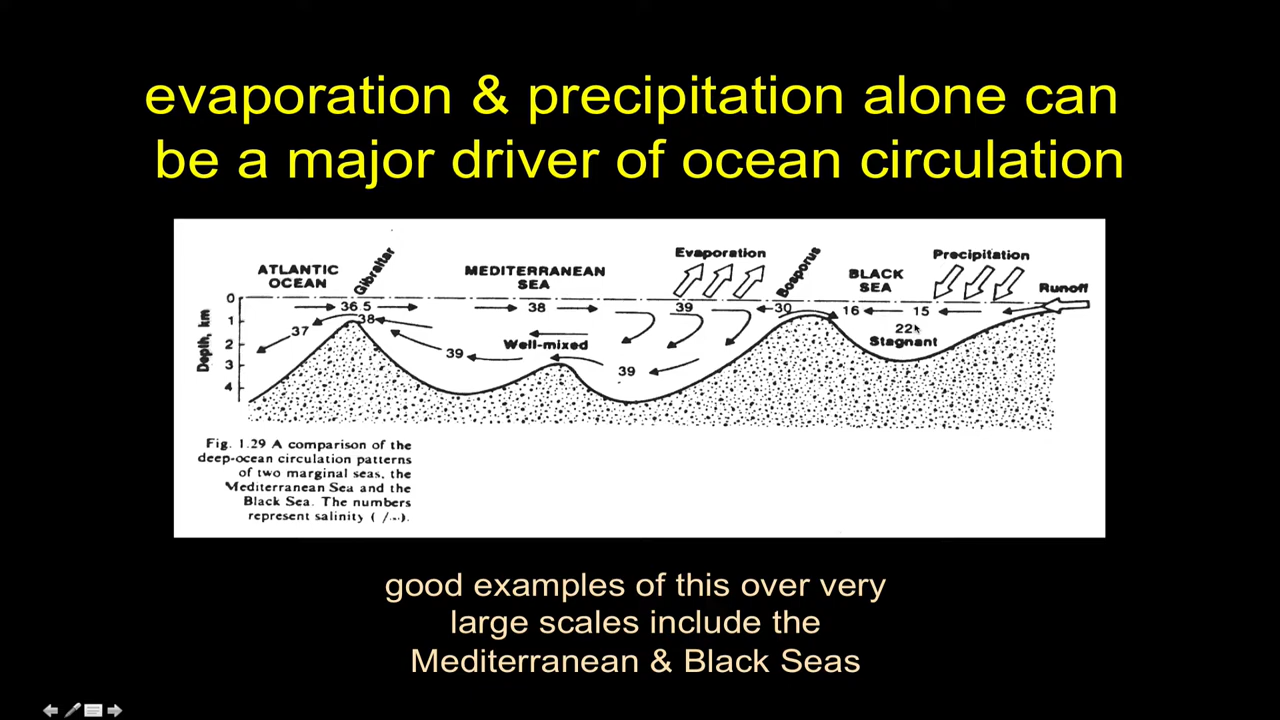 evaporation & precipitation alone can
be a major driver of ocean circulation
ATLANTIC
OCEAN
Gibraltar
MEDITERRANEAN
SEA
Evaporation
Bosporus
BLACK
SEA
Precipitation
Runoff
Depth, km
0
1
2
3
4
36.5
38
37
38
39
30
16
15
22
Stagnant
39
Well-mixed
39
Fig. 1.29 A comparison of the
deep-ocean circulation patterns
of two marginal seas, the
Mediterranean Sea and the
Black Sea. The numbers
represent salinity
good examples of this over very
large scales include the
Mediterranean & Black Seas